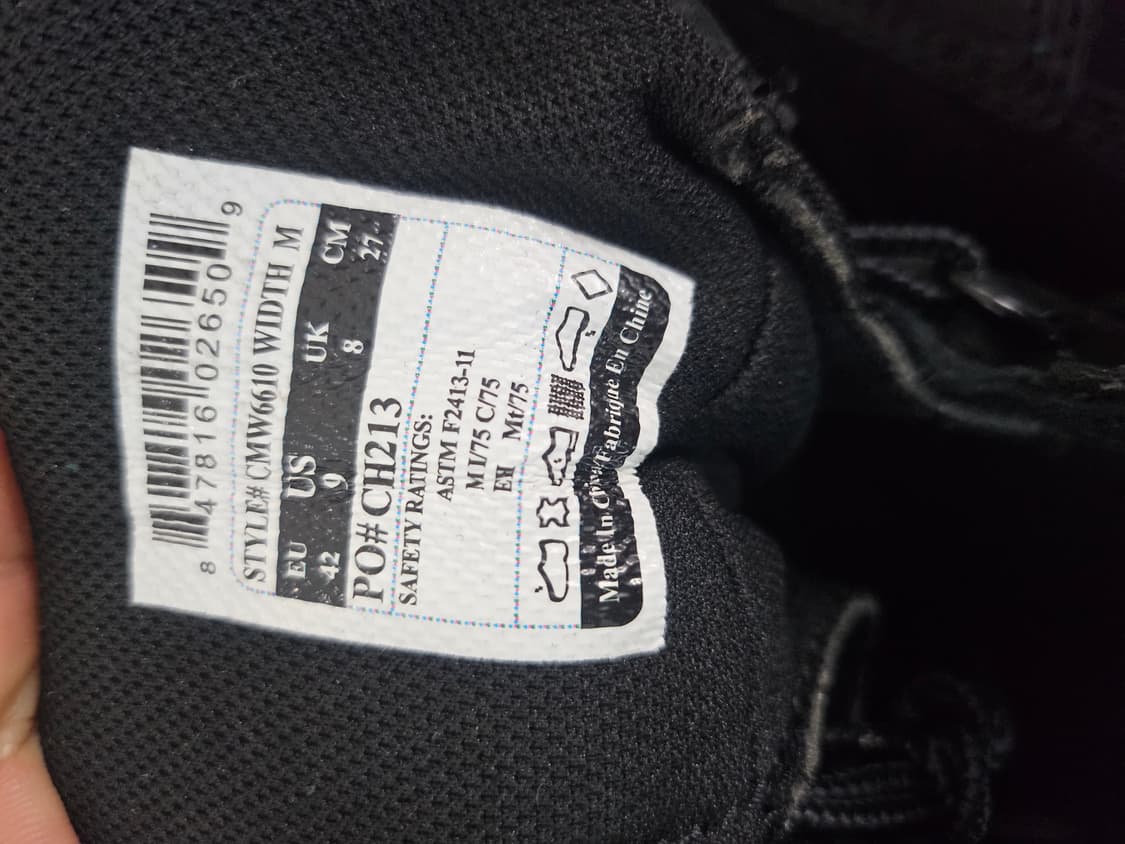 8 47816 02650 9
STYLE# CMW6610 WIDTH M
EU US UK CM
42 9 8 27
PO# CH213
SAFETY RATINGS:
ASTM F2413-11
M I/75 C/75
EH Mt/75
Made In China/Fabrique En Chine